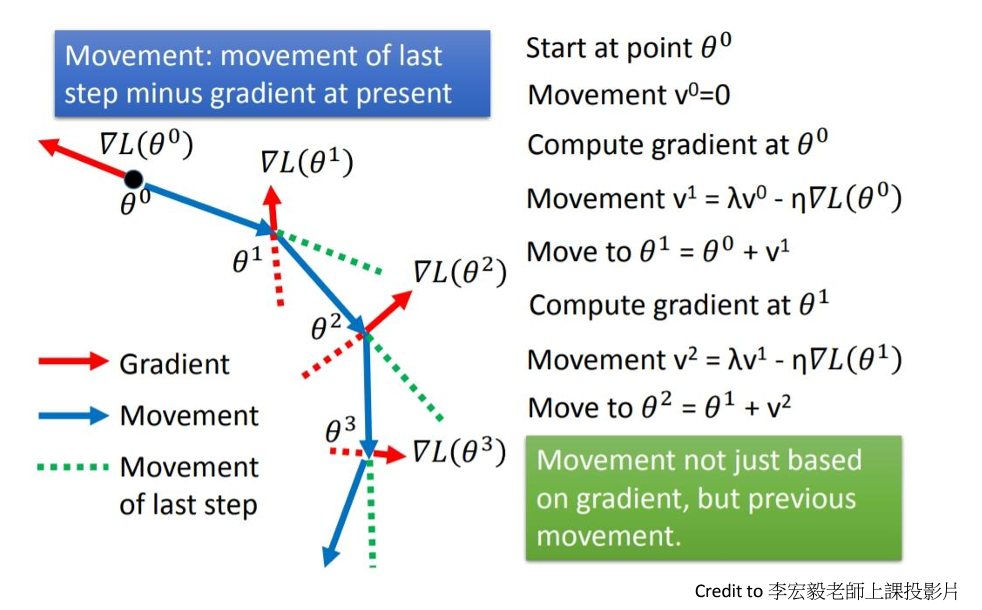 Movement: movement of last
step minus gradient at present
∇L(θ⁰)
θ⁰
∇L(θ¹)
θ¹
∇L(θ²)
θ²
θ³
∇L(θ³)
Gradient
Movement
Movement
of last step
Start at point θ⁰
Movement v⁰=0
Compute gradient at θ⁰
Movement v¹ = λv⁰ - η∇L(θ⁰)
Move to θ¹ = θ⁰ + v¹
Compute gradient at θ¹
Movement v² = λv¹ - η∇L(θ¹)
Move to θ² = θ¹ + v²
Movement not just based
on gradient, but previous
movement.
Credit to 李宏毅老師上課投影片